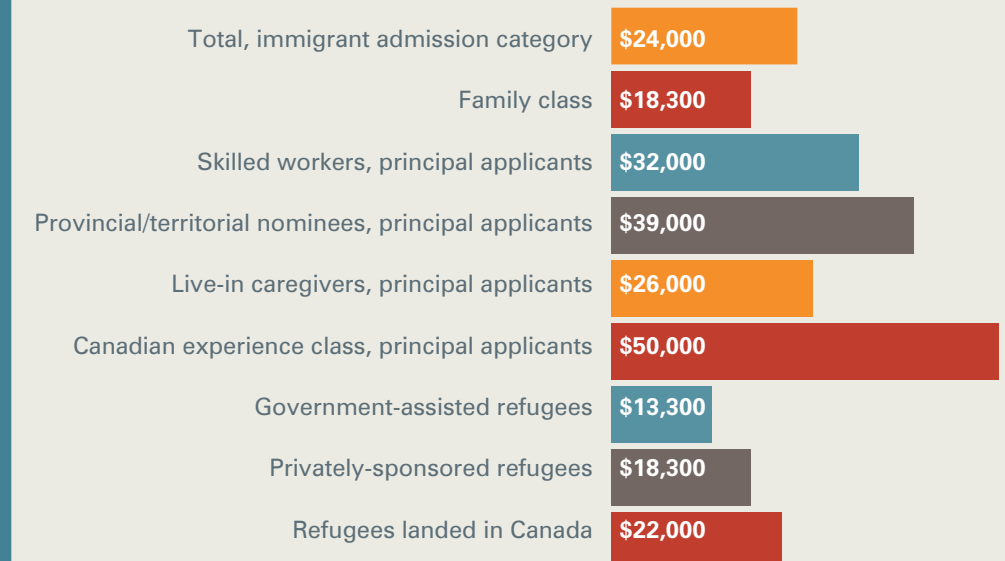 Total, immigrant admission category $24,000
Family class $18,300
Skilled workers, principal applicants $32,000
Provincial/territorial nominees, principal applicants $39,000
Live-in caregivers, principal applicants $26,000
Canadian experience class, principal applicants $50,000
Government-assisted refugees $13,300
Privately-sponsored refugees $18,300
Refugees landed in Canada $22,000